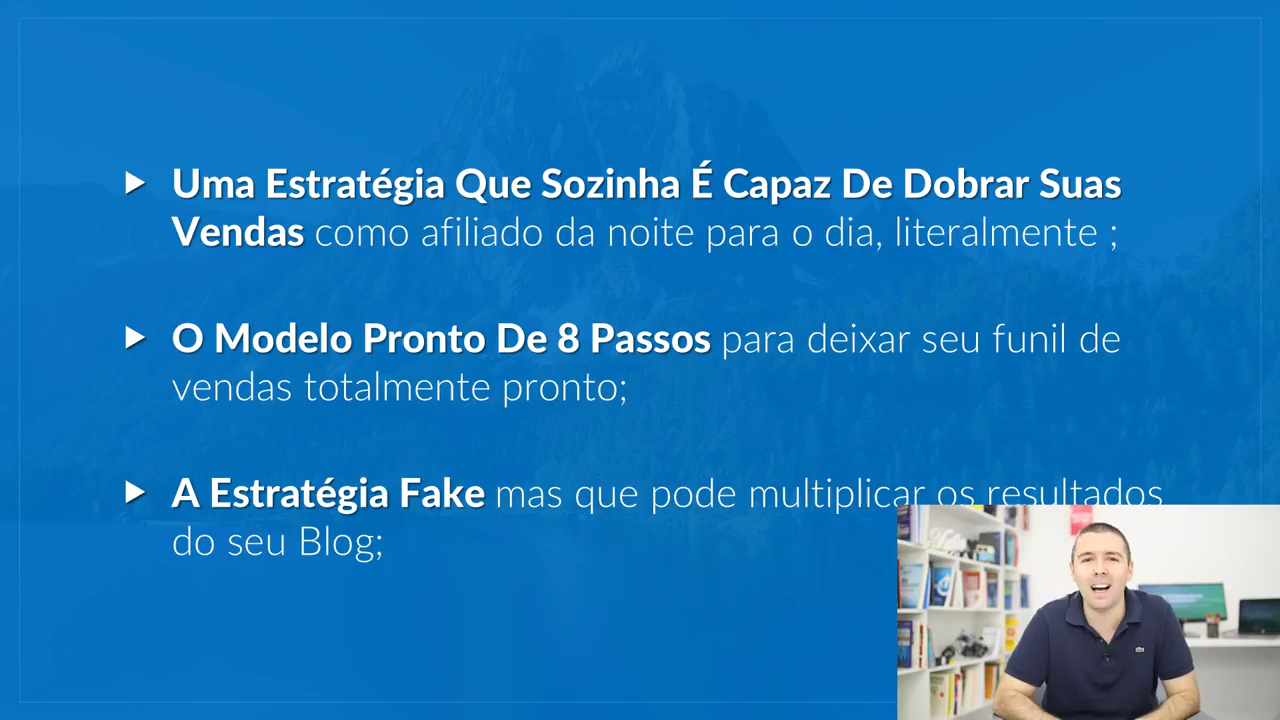 Uma Estratégia Que Sozinha É Capaz De Dobrar Suas
Vendas como afiliado da noite para o dia, literalmente ;
O Modelo Pronto De 8 Passos para deixar seu funil de
vendas totalmente pronto;
A Estratégia Fake mas que pode multiplicar os resultados
do seu Blog;